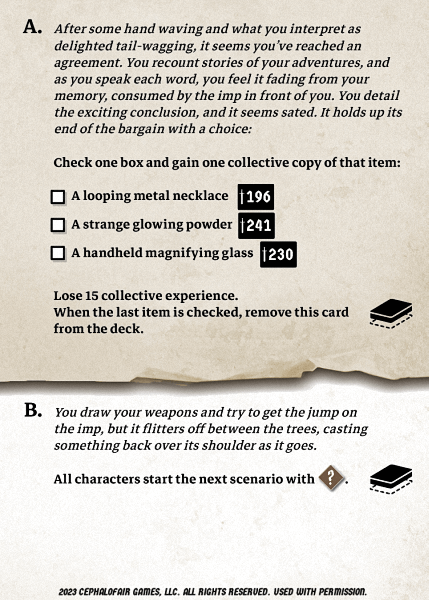 A. After some hand waving and what you interpret as
delighted tail-wagging, it seems you've reached an
agreement. You recount stories of your adventures, and
as you speak each word, you feel it fading from your
memory, consumed by the imp in front of you. You detail
the exciting conclusion, and it seems sated. It holds up its
end of the bargain with a choice:
Check one box and gain one collective copy of that item:
A looping metal necklace †196
A strange glowing powder †241
A handheld magnifying glass †230
Lose 15 collective experience.
When the last item is checked, remove this card
from the deck.
B. You draw your weapons and try to get the jump on
the imp, but it flitters off between the trees, casting
something back over its shoulder as it goes.
All characters start the next scenario with ?.
2023 CEPHALOFAIR GAMES, LLC. ALL RIGHTS RESERVED. USED WITH PERMISSION.